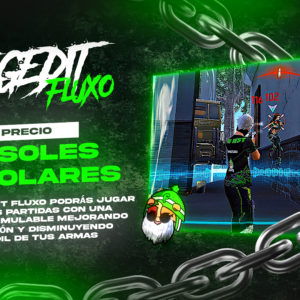 GEDIT
FLUXO
PRECIO
SOLES
OLARES
T FLUXO PODRÁS JUGAR
S PARTIDAS CON UNA
MULABLE MEJORANDO
IÓN Y DISMINUYENDO
IL DE TUS ARMAS